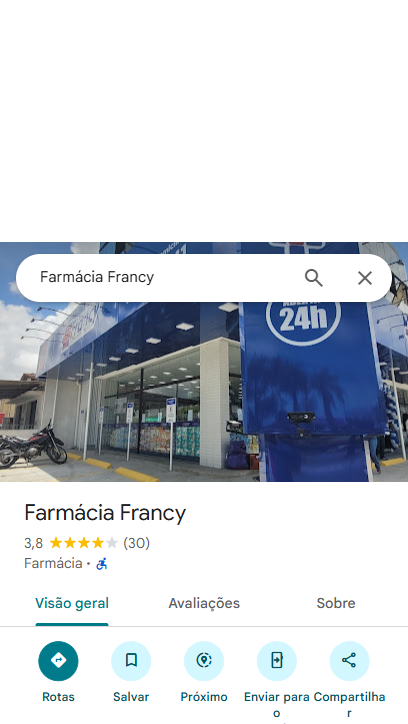 Farmácia Francy
24h
Farmácia Francy
3,8 (30)
Farmácia •
Visão geral Avaliações Sobre
Rotas Salvar Próximo Enviar para o Compartilhar